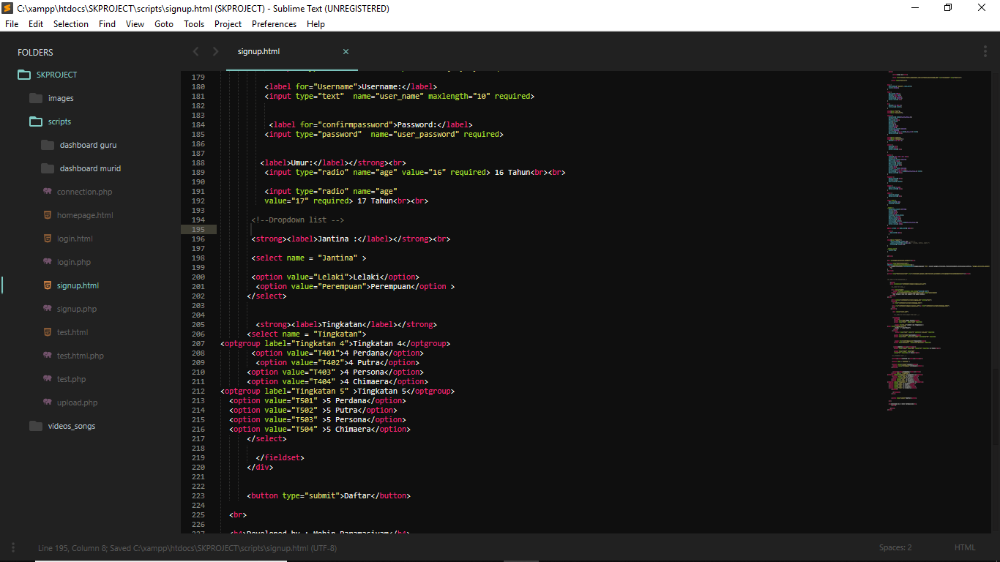 C:\xampp\htdocs\SKPROJECT\scripts\signup.html (SKPROJECT) - Sublime Text (UNREGISTERED)
File Edit Selection Find View Goto Tools Project Preferences Help
FOLDERS
SKPROJECT
images
scripts
dashboard guru
dashboard murid
connection.php
homepage.html
login.html
login.php
signup.html
signup.php
test.html
test.html.php
test.php
upload.php
videos_songs
signup.html
179
180 <label for="Username">Username:</label>
181 <input type="text"  name="user_name" maxlength="10" required>
182
183
184 <label for="confirmpassword">Password:</label>
185 <input type="password"  name="user_password" required>
186
187
188 <label>Umur:</label></strong><br>
189 <input type="radio" name="age" value="16" required> 16 Tahun<br><br>
190
191 <input type="radio" name="age"
192 value="17" required> 17 Tahun<br><br>
193
194 <!--Dropdown list -->
195
196 <strong><label>Jantina :</label></strong><br>
197
198 <select name = "Jantina" >
199
200 <option value="Lelaki">Lelaki</option>
201 <option value="Perempuan">Perempuan</option >
202 </select>
203
204
205 <strong><label>Tingkatan</label></strong>
206 <select name = "Tingkatan">
207 <optgroup label="Tingkatan 4">Tingkatan 4</optgroup>
208 <option value="T401">4 Perdana</option>
209 <option value="T402">4 Putra</option>
210 <option value="T403" >4 Persona</option>
211 <option value="T404" >4 Chimaera</option>
212 <optgroup label="Tingkatan 5" >Tingkatan 5</optgroup>
213 <option value="T501" >5 Perdana</option>
214 <option value="T502" >5 Putra</option>
215 <option value="T503" >5 Persona</option>
216 <option value="T504" >5 Chimaera</option>
217 </select>
218
219 </fieldset>
220 </div>
221
222
223 <button type="submit">Daftar</button>
224
225 <br>
226
227 <h4>Developed by : Mohin Paramasivam</h4>
Line 195, Column 8; Saved C:\xampp\htdocs\SKPROJECT\scripts\signup.html (UTF-8)
Spaces: 2
HTML